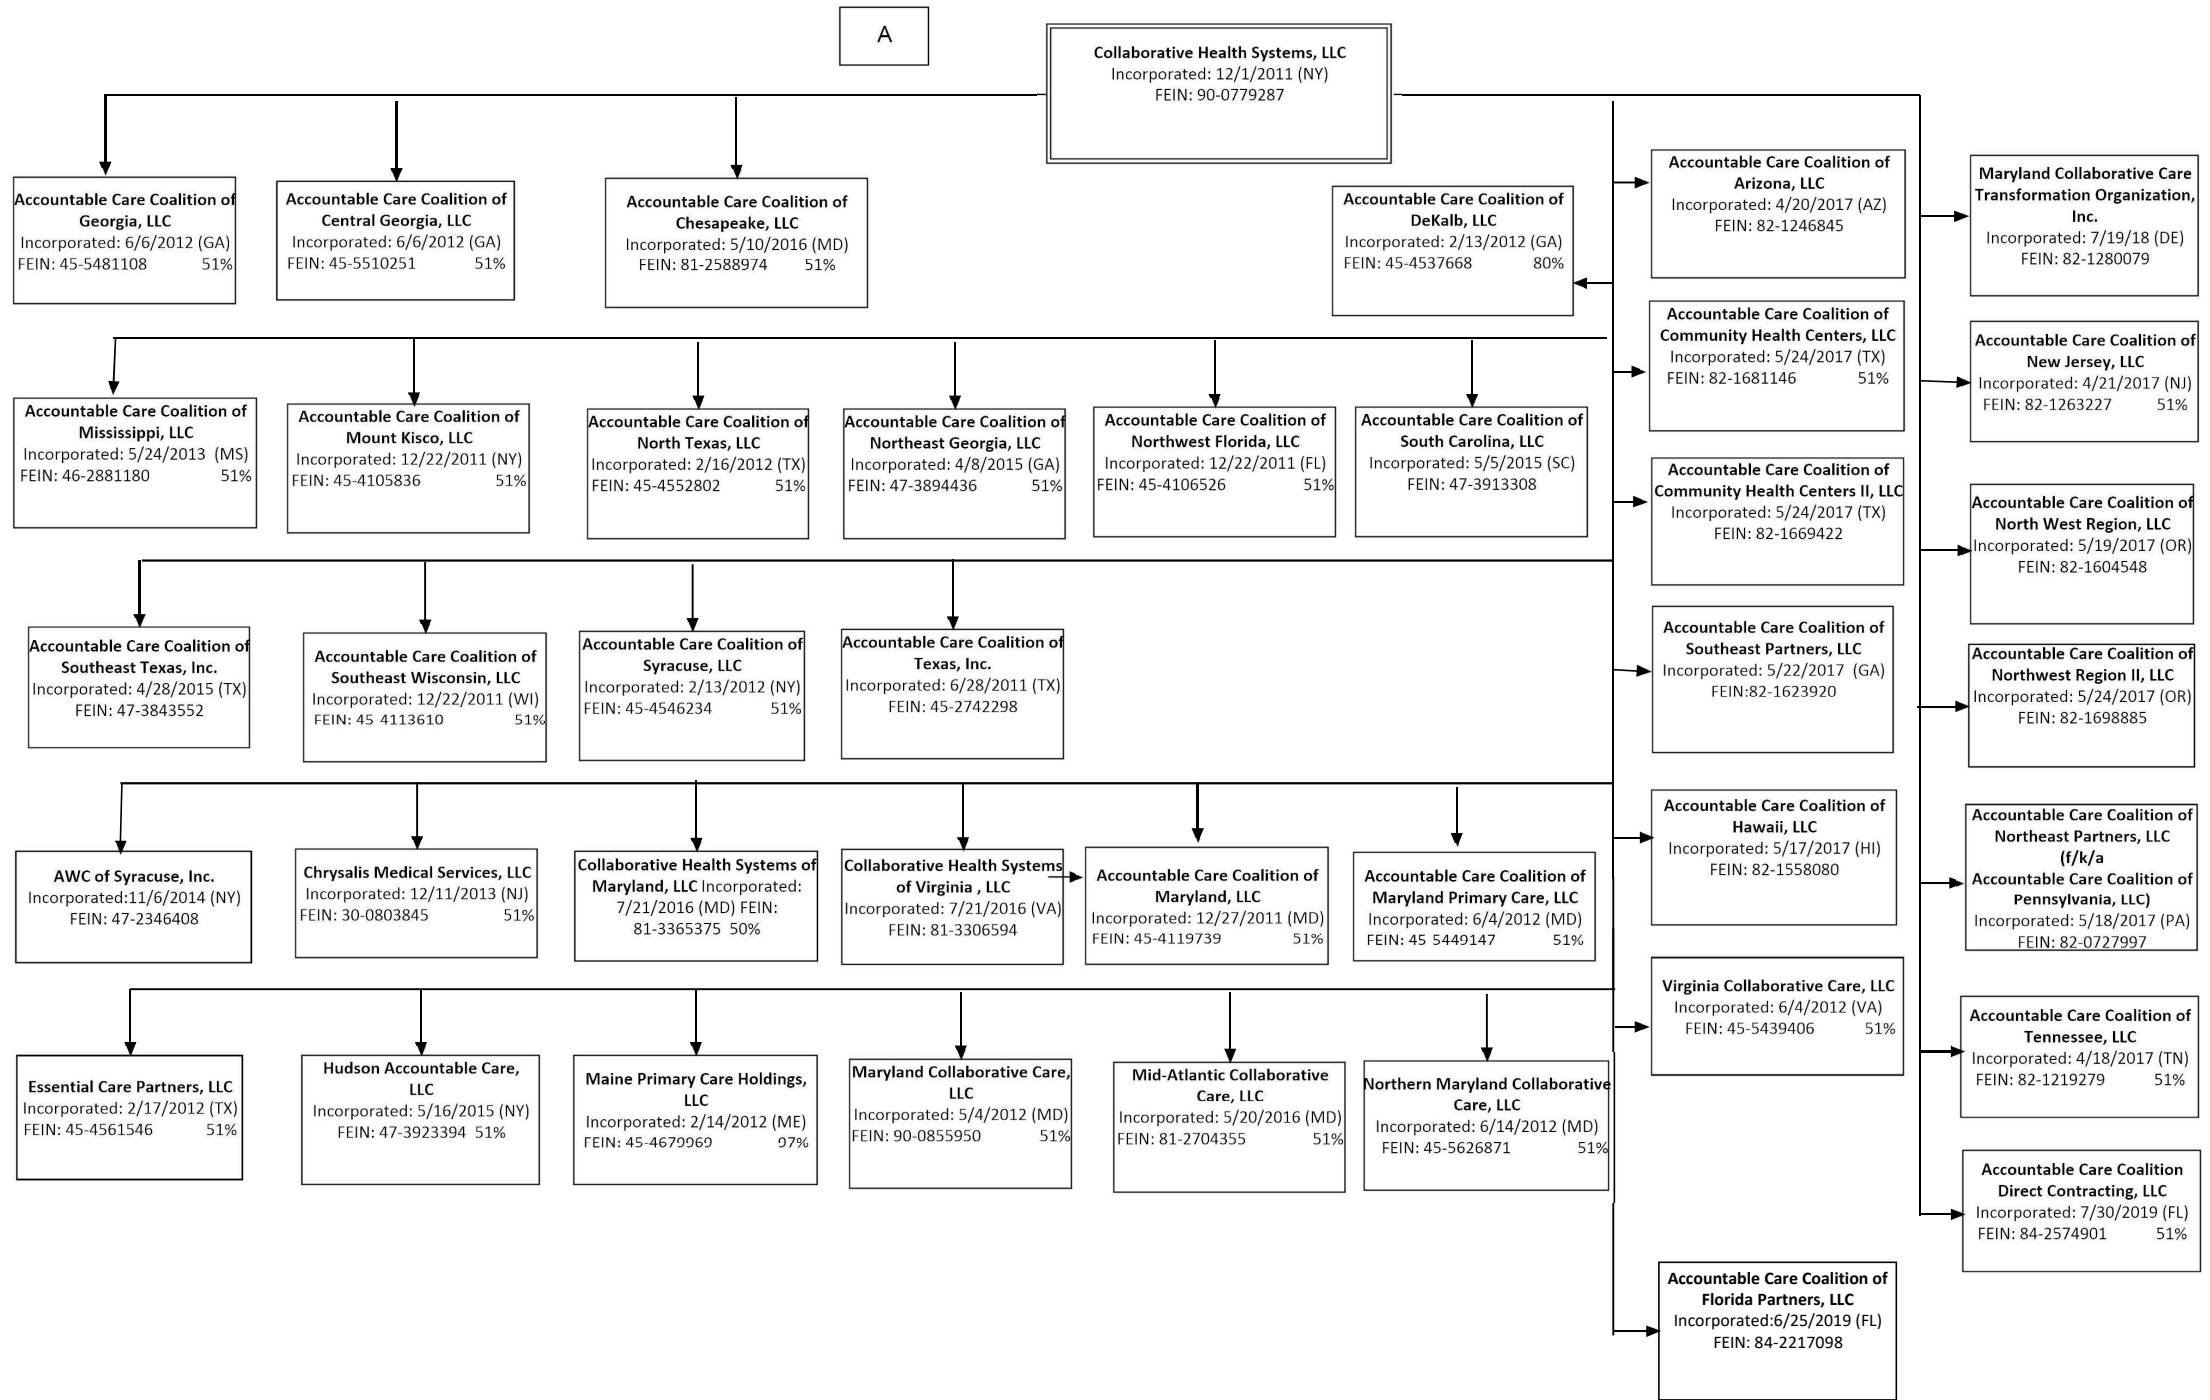 A
Collaborative Health Systems, LLC
Incorporated: 12/1/2011 (NY)
FEIN: 90-0779287
Accountable Care Coalition of
Georgia, LLC
Incorporated: 6/6/2012 (GA)
FEIN: 45-5481108 51%
Accountable Care Coalition of
Central Georgia, LLC
Incorporated: 6/6/2012 (GA)
FEIN: 45-5510251 51%
Accountable Care Coalition of
Chesapeake, LLC
Incorporated: 5/10/2016 (MD)
FEIN: 81-2588974 51%
Accountable Care Coalition of
DeKalb, LLC
Incorporated: 2/13/2012 (GA)
FEIN: 45-4537668 80%
Accountable Care Coalition of
Arizona, LLC
Incorporated: 4/20/2017 (AZ)
FEIN: 82-1246845
Maryland Collaborative Care
Transformation Organization,
Inc.
Incorporated: 7/19/18 (DE)
FEIN: 82-1280079
Accountable Care Coalition of
Community Health Centers, LLC
Incorporated: 5/24/2017 (TX)
FEIN: 82-1681146 51%
Accountable Care Coalition of
New Jersey, LLC
Incorporated: 4/21/2017 (NJ)
FEIN: 82-1263227 51%
Accountable Care Coalition of
Mississippi, LLC
Incorporated: 5/24/2013 (MS)
FEIN: 46-2881180 51%
Accountable Care Coalition of
Mount Kisco, LLC
Incorporated: 12/22/2011 (NY)
FEIN: 45-4105836 51%
Accountable Care Coalition of
North Texas, LLC
Incorporated: 2/16/2012 (TX)
FEIN: 45-4552802 51%
Accountable Care Coalition of
Northeast Georgia, LLC
Incorporated: 4/8/2015 (GA)
FEIN: 47-3894436 51%
Accountable Care Coalition of
Northwest Florida, LLC
Incorporated: 12/22/2011 (FL)
FEIN: 45-4106526 51%
Accountable Care Coalition of
South Carolina, LLC
Incorporated: 5/5/2015 (SC)
FEIN: 47-3913308
Accountable Care Coalition of
Community Health Centers II, LLC
Incorporated: 5/24/2017 (TX)
FEIN: 82-1669422
Accountable Care Coalition of
North West Region, LLC
Incorporated: 5/19/2017 (OR)
FEIN: 82-1604548
Accountable Care Coalition of
Southeast Texas, Inc.
Incorporated: 4/28/2015 (TX)
FEIN: 47-3843552
Accountable Care Coalition of
Southeast Wisconsin, LLC
Incorporated: 12/22/2011 (WI)
FEIN: 45-4113610 51%
Accountable Care Coalition of
Syracuse, LLC
Incorporated: 2/13/2012 (NY)
FEIN: 45-4546234 51%
Accountable Care Coalition of
Texas, Inc.
Incorporated: 6/28/2011 (TX)
FEIN: 45-2742298
Accountable Care Coalition of
Southeast Partners, LLC
Incorporated: 5/22/2017 (GA)
FEIN:82-1623920
Accountable Care Coalition of
Northwest Region II, LLC
Incorporated: 5/24/2017 (OR)
FEIN: 82-1698885
AWC of Syracuse, Inc.
Incorporated:11/6/2014 (NY)
FEIN: 47-2346408
Chrysalis Medical Services, LLC
Incorporated: 12/11/2013 (NJ)
FEIN: 30-0803845 51%
Collaborative Health Systems of
Maryland, LLC Incorporated:
7/21/2016 (MD) FEIN:
81-3365375 50%
Collaborative Health Systems
of Virginia , LLC
Incorporated: 7/21/2016 (VA)
FEIN: 81-3306594
Accountable Care Coalition of
Maryland, LLC
Incorporated: 12/27/2011 (MD)
FEIN: 45-4119739 51%
Accountable Care Coalition of
Maryland Primary Care, LLC
Incorporated: 6/4/2012 (MD)
FEIN: 45 5449147 51%
Accountable Care Coalition of
Hawaii, LLC
Incorporated: 5/17/2017 (HI)
FEIN: 82-1558080
Accountable Care Coalition of
Northeast Partners, LLC
(f/k/a
Accountable Care Coalition of
Pennsylvania, LLC)
Incorporated: 5/18/2017 (PA)
FEIN: 82-0727997
Virginia Collaborative Care, LLC
Incorporated: 6/4/2012 (VA)
FEIN: 45-5439406 51%
Accountable Care Coalition of
Tennessee, LLC
Incorporated: 4/18/2017 (TN)
FEIN: 82-1219279 51%
Essential Care Partners, LLC
Incorporated: 2/17/2012 (TX)
FEIN: 45-4561546 51%
Hudson Accountable Care,
LLC
Incorporated: 5/16/2015 (NY)
FEIN: 47-3923394 51%
Maine Primary Care Holdings,
LLC
Incorporated: 2/14/2012 (ME)
FEIN: 45-4679969 97%
Maryland Collaborative Care,
LLC
Incorporated: 5/4/2012 (MD)
FEIN: 90-0855950 51%
Mid-Atlantic Collaborative
Care, LLC
Incorporated: 5/20/2016 (MD)
FEIN: 81-2704355 51%
Northern Maryland Collaborative
Care, LLC
Incorporated: 6/14/2012 (MD)
FEIN: 45-5626871 51%
Accountable Care Coalition
Direct Contracting, LLC
Incorporated: 7/30/2019 (FL)
FEIN: 84-2574901 51%
Accountable Care Coalition of
Florida Partners, LLC
Incorporated:6/25/2019 (FL)
FEIN: 84-2217098